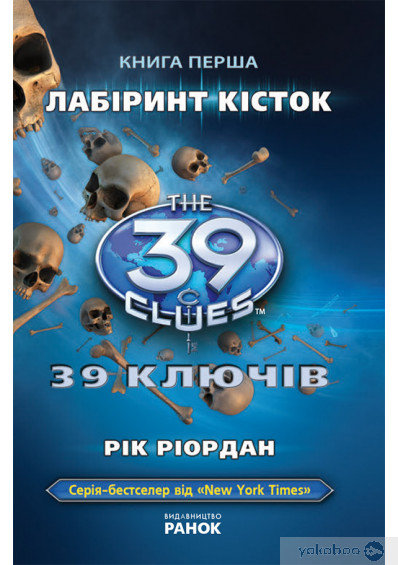 КНИГА ПЕРША
ЛАБІРИНТ КІСТОК
THE
39
CLUES™
39 КЛЮЧІВ
РІК РІОРДАН
Серія-бестселер від «New York Times»
ВИДАВНИЦТВО
РАНОК
yakaboo